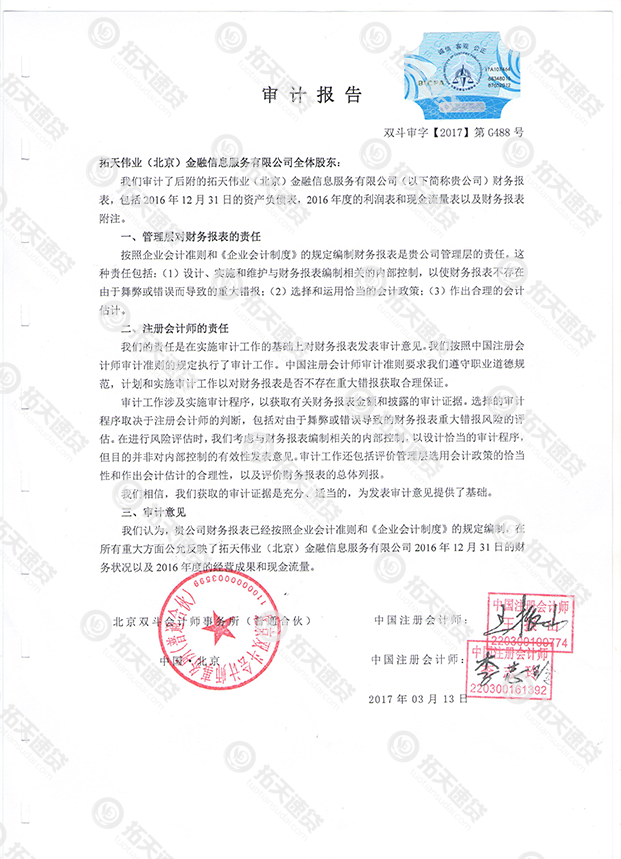 诚信 客观 公正
审计报告
双斗审字【2017】第 G488 号
拓天伟业（北京）金融信息服务有限公司全体股东：
我们审计了后附的拓天伟业（北京）金融信息服务有限公司（以下简称贵公司）财务报
表，包括 2016 年 12 月 31 日的资产负债表，2016 年度的利润表和现金流量表以及财务报表
附注。
一、管理层对财务报表的责任
按照企业会计准则和《企业会计制度》的规定编制财务报表是贵公司管理层的责任。这
种责任包括：（1）设计、实施和维护与财务报表编制相关的内部控制，以使财务报表不存在
由于舞弊或错误而导致的重大错报；（2）选择和运用恰当的会计政策；（3）作出合理的会计
估计。
二、注册会计师的责任
我们的责任是在实施审计工作的基础上对财务报表发表审计意见。我们按照中国注册会
计师审计准则的规定执行了审计工作。中国注册会计师审计准则要求我们遵守职业道德规
范，计划和实施审计工作以对财务报表是否不存在重大错报获取合理保证。
审计工作涉及实施审计程序，以获取有关财务报表金额和披露的审计证据。选择的审计
程序取决于注册会计师的判断，包括对由于舞弊或错误导致的财务报表重大错报风险的评
估。在进行风险评估时，我们考虑与财务报表编制相关的内部控制，以设计恰当的审计程序，
但目的并非对内部控制的有效性发表意见。审计工作还包括评价管理层选用会计政策的恰当
性和作出会计估计的合理性，以及评价财务报表的总体列报。
我们相信，我们获取的审计证据是充分、适当的，为发表审计意见提供了基础。
三、审计意见
我们认为，贵公司财务报表已经按照企业会计准则和《企业会计制度》的规定编制，在
所有重大方面公允反映了拓天伟业（北京）金融信息服务有限公司 2016 年 12 月 31 日的财
务状况以及 2016 年度的经营成果和现金流量。
北京双斗会计师事务所（普通合伙）
中国注册会计师：
中国注册会计师
王振山
220300100774
中国·北京
中国注册会计师：
中国注册会计师
220300161392
2017 年 03 月 13 日
北京双斗会计师事务所(普通合伙)
拓天速贷